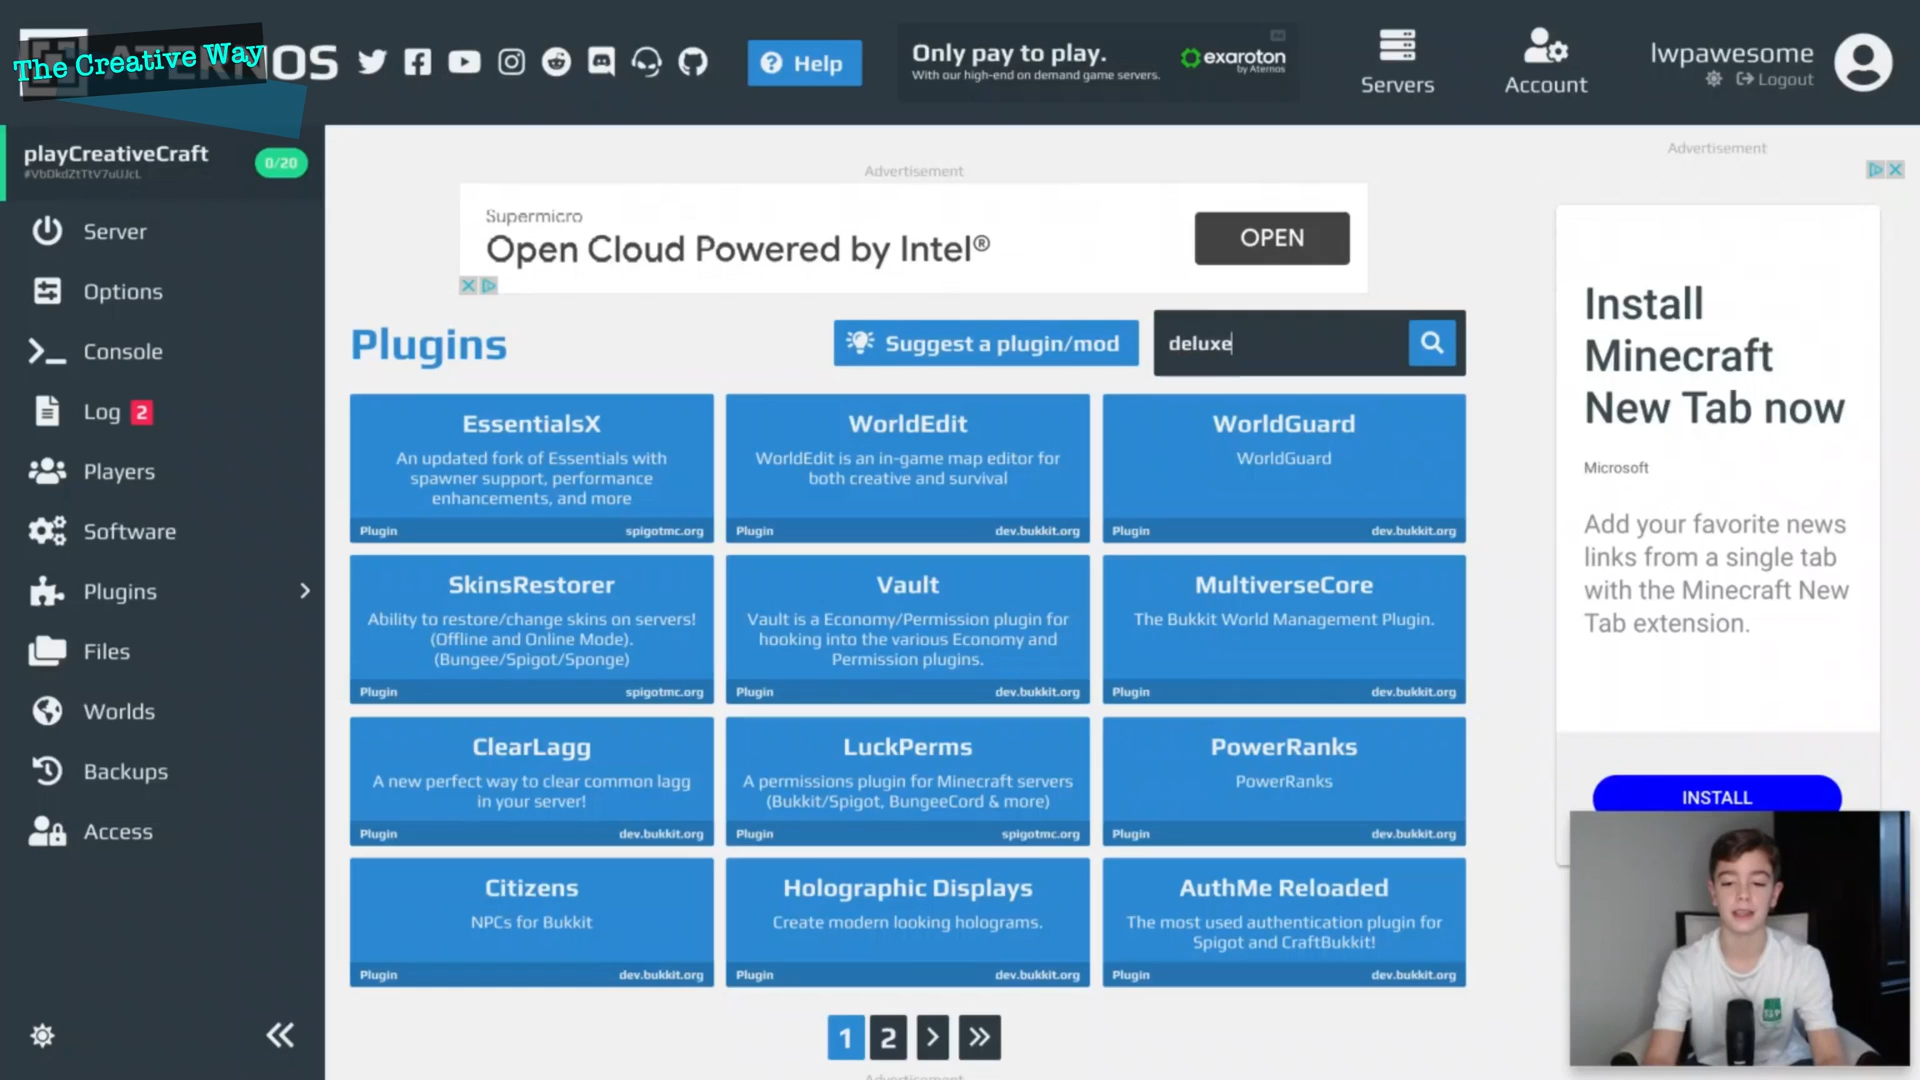 The Creative Way
ATERNOS
Help
Only pay to play.
With our high-end on demand game servers.
exaroton
by Aternos
Ad
Servers
Account
lwpawesome
Logout
playCreativeCraft
#VbDkdZtTtV7uUJcL
0/20
Server
Options
Console
Log 2
Players
Software
Plugins
Files
Worlds
Backups
Access
Advertisement
Supermicro
Open Cloud Powered by Intel®
OPEN
Plugins
Suggest a plugin/mod
deluxe
EssentialsX
An updated fork of Essentials with
spawner support, performance
enhancements, and more
Plugin spigotmc.org
WorldEdit
WorldEdit is an in-game map editor for
both creative and survival
Plugin dev.bukkit.org
WorldGuard
WorldGuard
Plugin dev.bukkit.org
SkinsRestorer
Ability to restore/change skins on servers!
(Offline and Online Mode).
(Bungee/Spigot/Sponge)
Plugin spigotmc.org
Vault
Vault is a Economy/Permission plugin for
hooking into the various Economy and
Permission plugins.
Plugin dev.bukkit.org
MultiverseCore
The Bukkit World Management Plugin.
Plugin dev.bukkit.org
ClearLagg
A new perfect way to clear common lagg
in your server!
Plugin dev.bukkit.org
LuckPerms
A permissions plugin for Minecraft servers
(Bukkit/Spigot, BungeeCord & more)
Plugin spigotmc.org
PowerRanks
PowerRanks
Plugin dev.bukkit.org
Citizens
NPCs for Bukkit
Plugin dev.bukkit.org
Holographic Displays
Create modern looking holograms.
Plugin dev.bukkit.org
AuthMe Reloaded
The most used authentication plugin for
Spigot and CraftBukkit!
Plugin dev.bukkit.org
1 2
Advertisement
Advertisement
Install
Minecraft
New Tab now
Microsoft
Add your favorite news
links from a single tab
with the Minecraft New
Tab extension.
INSTALL